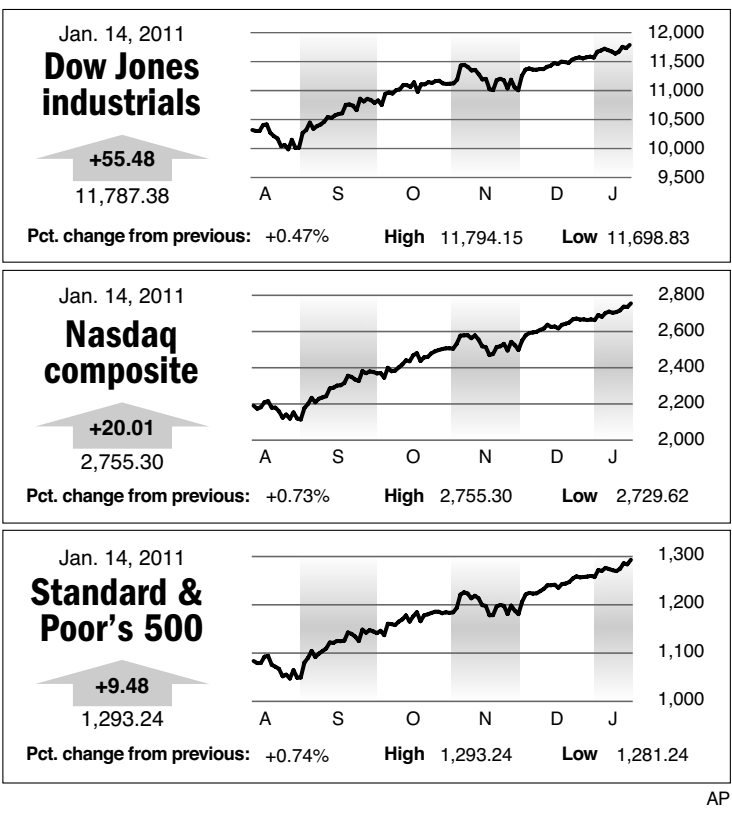 Jan. 14, 2011
Dow Jones
industrials
+55.48
11,787.38
12,000
11,500
11,000
10,500
10,000
9,500
A S O N D J
Pct. change from previous: +0.47% High 11,794.15 Low 11,698.83
Jan. 14, 2011
Nasdaq
composite
+20.01
2,755.30
2,800
2,600
2,400
2,200
2,000
A S O N D J
Pct. change from previous: +0.73% High 2,755.30 Low 2,729.62
Jan. 14, 2011
Standard &
Poor's 500
+9.48
1,293.24
1,300
1,200
1,100
1,000
A S O N D J
Pct. change from previous: +0.74% High 1,293.24 Low 1,281.24
AP